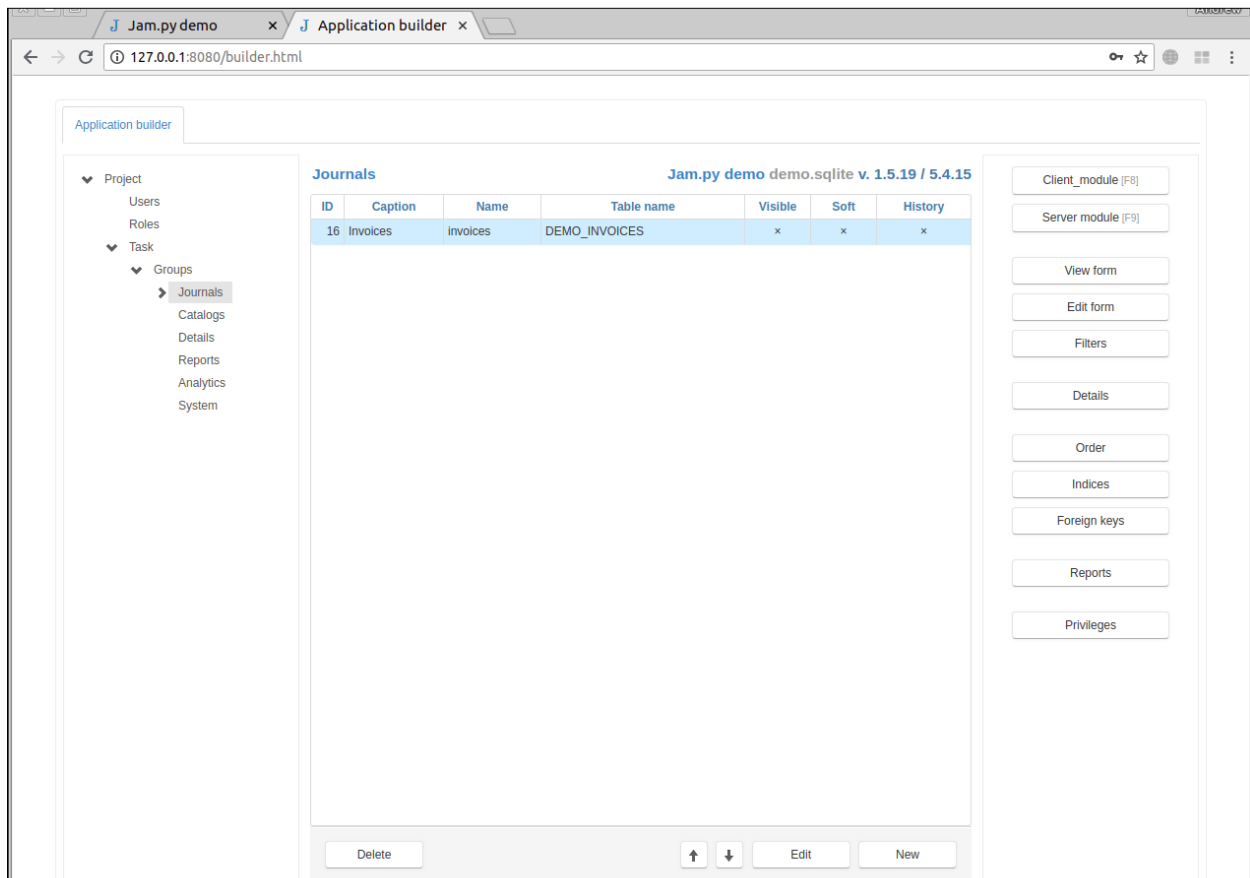 Andrew
Jam.py demo × Application builder ×
127.0.0.1:8080/builder.html
Application builder
Project
Users
Roles
Task
Groups
Journals
Catalogs
Details
Reports
Analytics
System
Journals Jam.py demo demo.sqlite v. 1.5.19 / 5.4.15
ID Caption Name Table name Visible Soft History
16 Invoices invoices DEMO_INVOICES × × ×
Delete Edit New
Client_module [F8]
Server module [F9]
View form
Edit form
Filters
Details
Order
Indices
Foreign keys
Reports
Privileges